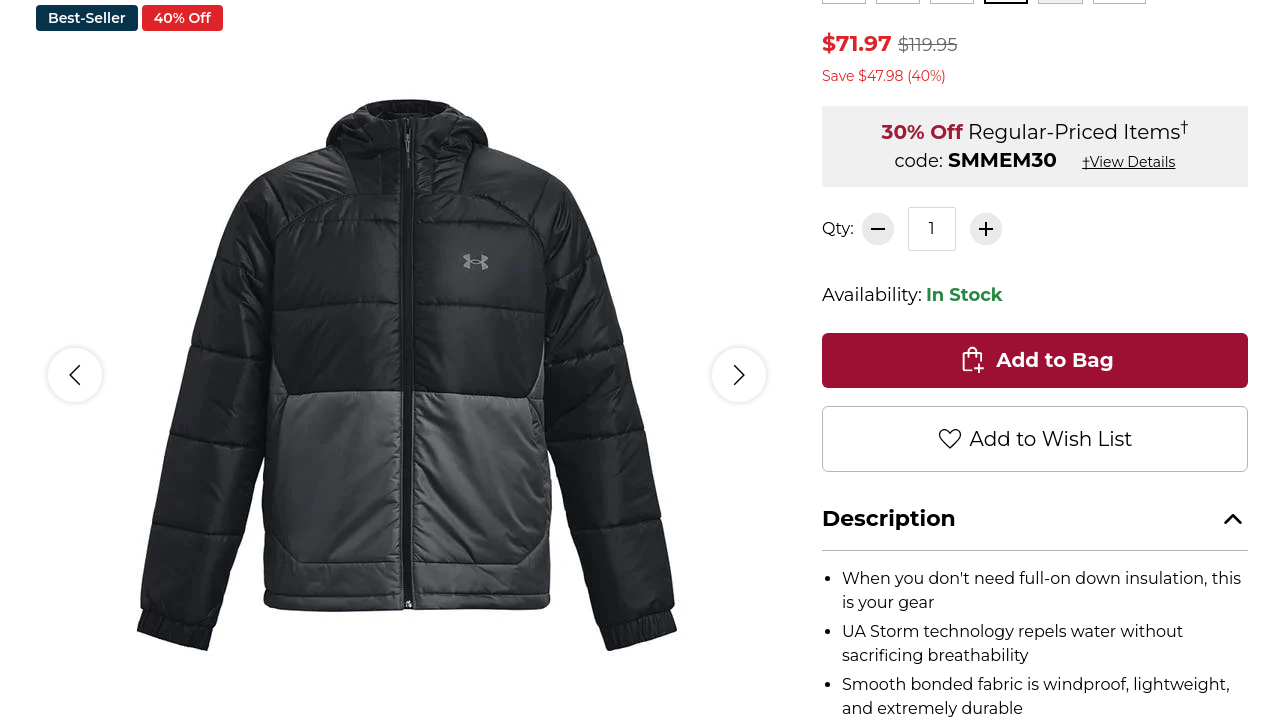 Best-Seller
40% Off
$71.97 $119.95
Save $47.98 (40%)
30% Off Regular-Priced Items†
code: SMMEM30 †View Details
Qty: 1
Availability: In Stock
Add to Bag
Add to Wish List
Description
• When you don't need full-on down insulation, this
is your gear
• UA Storm technology repels water without
sacrificing breathability
• Smooth bonded fabric is windproof, lightweight,
and extremely durable